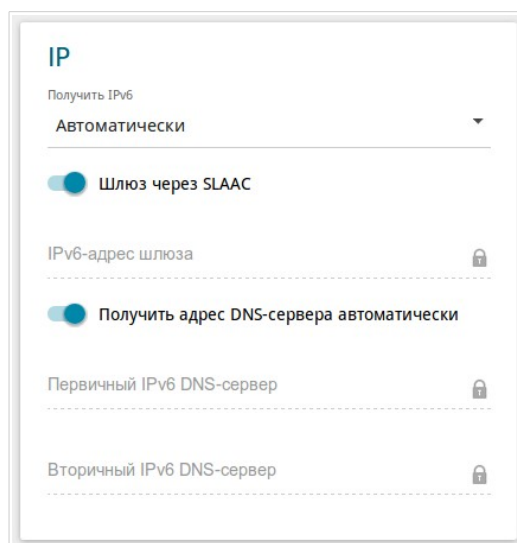 IP
Получить IPv6
Автоматически
Шлюз через SLAAC
IPv6-адрес шлюза
Получить адрес DNS-сервера автоматически
Первичный IPv6 DNS-сервер
Вторичный IPv6 DNS-сервер